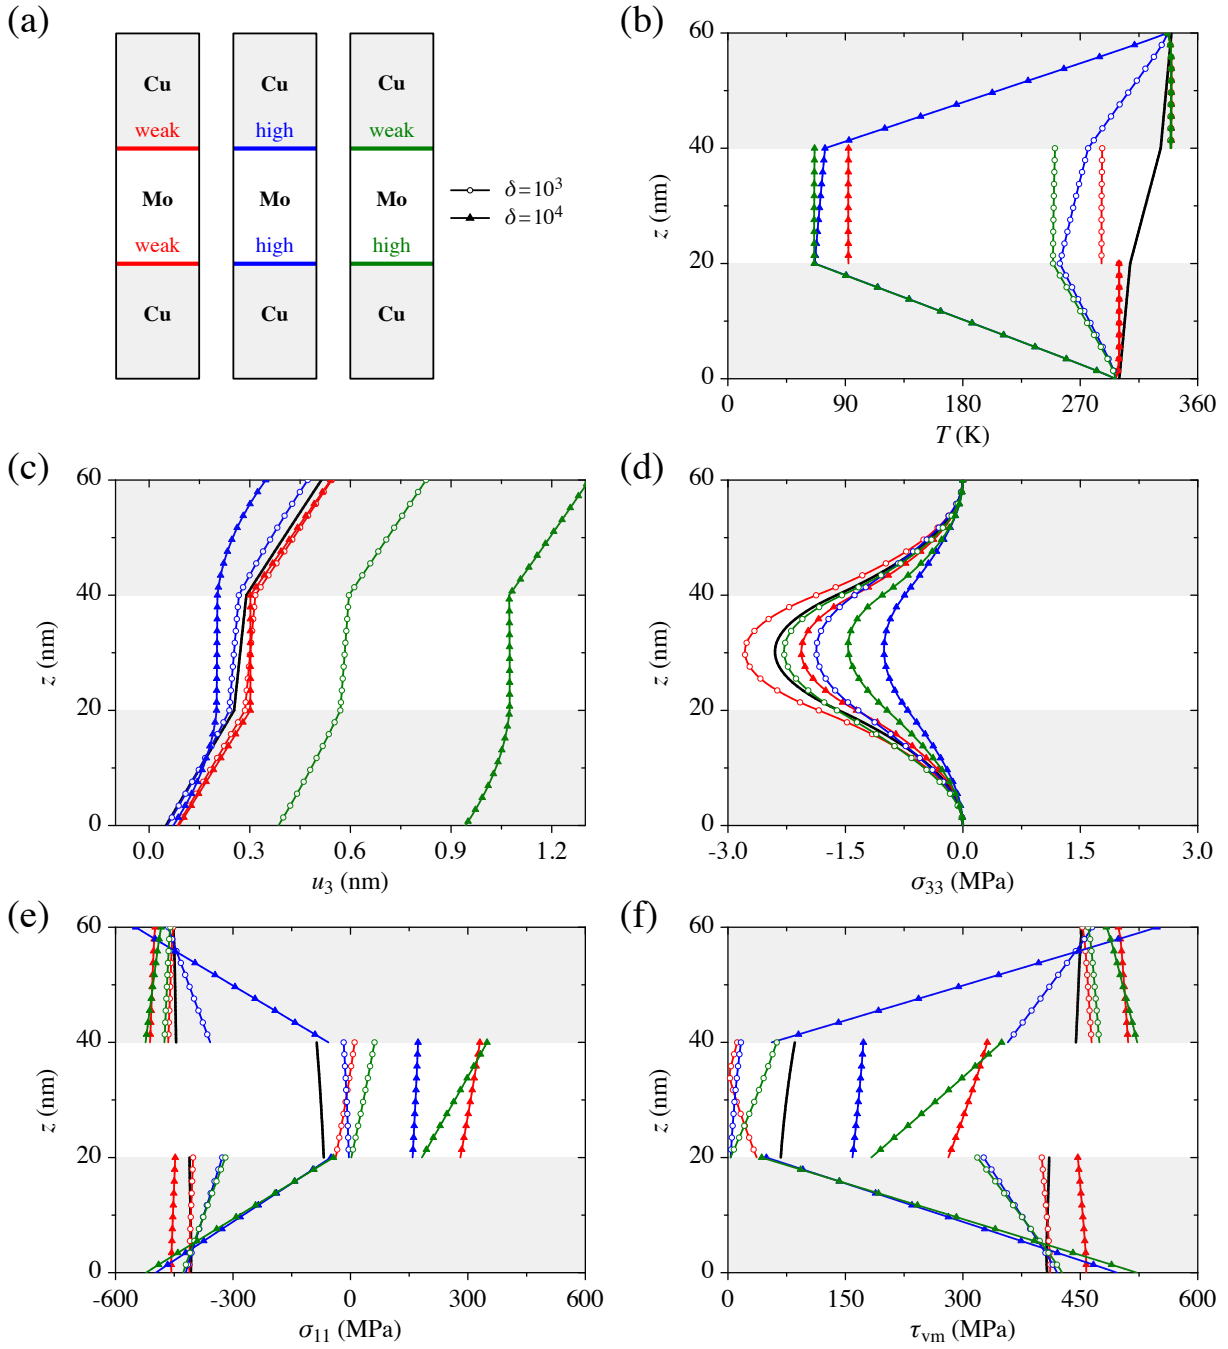 (a)
Cu Cu Cu
weak high weak
Mo Mo Mo
weak high high
Cu Cu Cu
δ=10³
δ=10⁴
(b)
60
40
20
0
z (nm)
0 90 180 270 360
T (K)
(c)
60
40
20
0
z (nm)
0.0 0.3 0.6 0.9 1.2
u₃ (nm)
(d)
60
40
20
0
z (nm)
-3.0 -1.5 0.0 1.5 3.0
σ₃₃ (MPa)
(e)
60
40
20
0
z (nm)
-600 -300 0 300 600
σ₁₁ (MPa)
(f)
60
40
20
0
z (nm)
0 150 300 450 600
τvm (MPa)